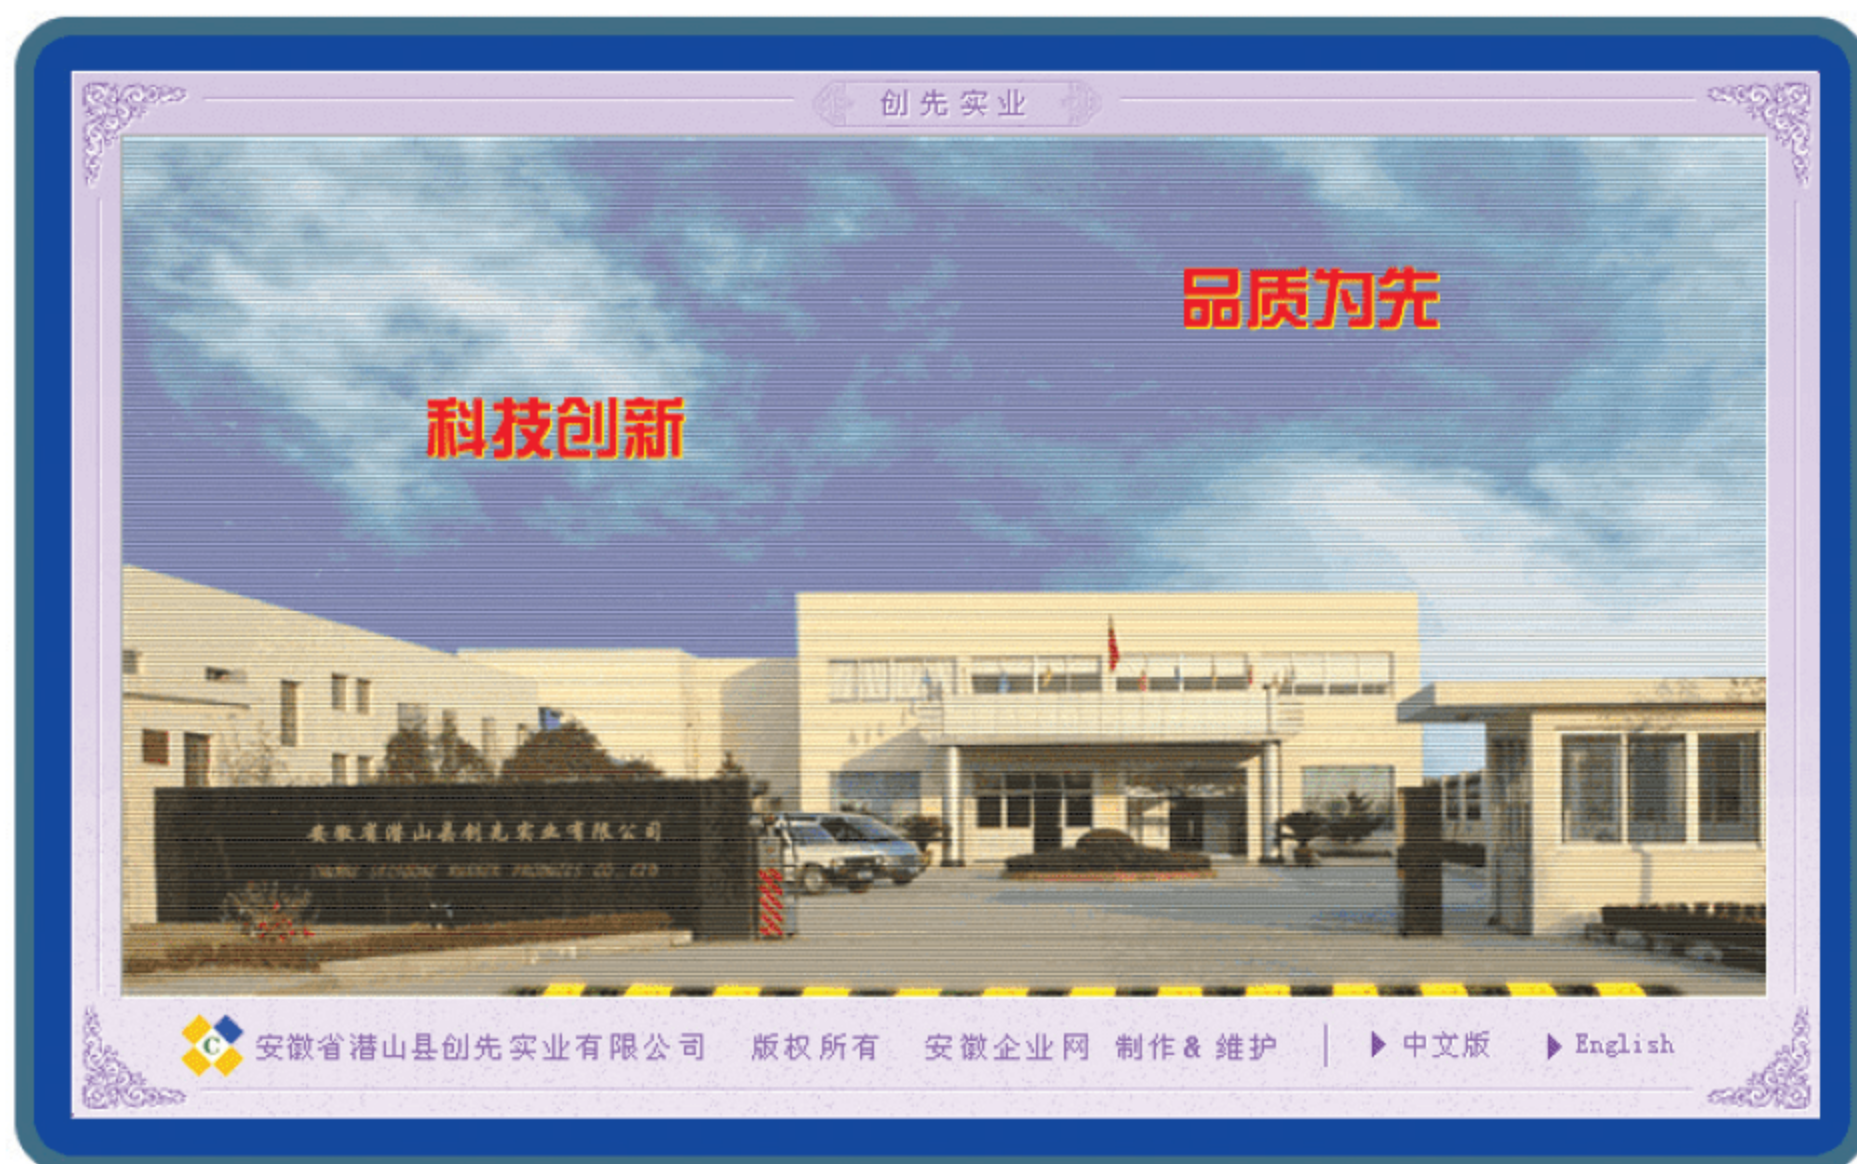 创先实业
品质为先
科技创新
安徽省潜山县创先实业有限公司
CO. LTD
C
安徽省潜山县创先实业有限公司 版权所有 安徽企业网 制作& 维护 中文版 English